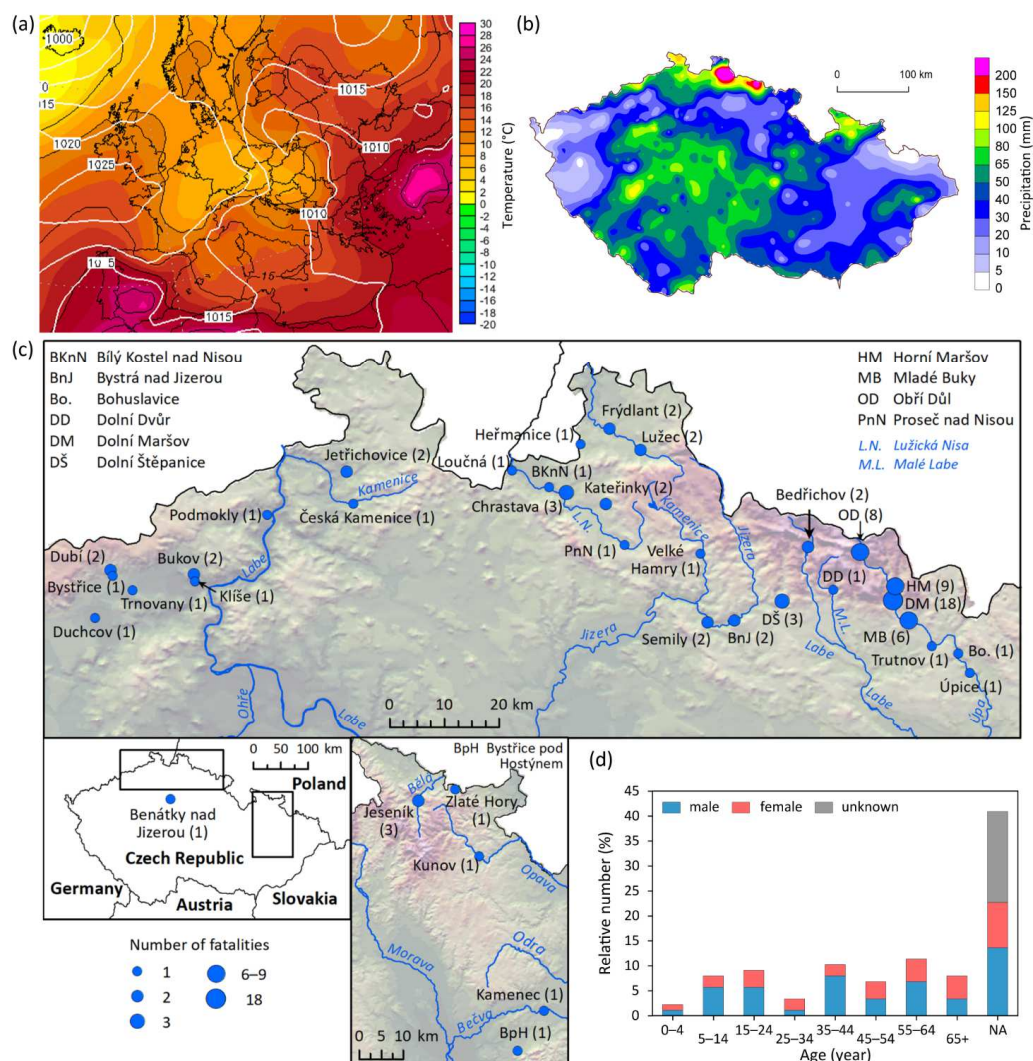 (a)
1000
0
15
1020
1025
1015
1010
1010
1015
15
30
28
26
24
22
20
18
16
14
12
10
8
6
4
2
0
-2
-4
-6
-8
-10
-12
-14
-16
-18
-20
Temperature (°C)
(b)
0 100 km
200
150
125
100
80
60
50
40
30
20
10
5
0
Precipitation (mm)
(c)
BKnN Bílý Kostel nad Nisou
BnJ Bystrá nad Jizerou
Bo. Bohuslavice
DD Dolní Dvůr
DM Dolní Maršov
DŠ Dolní Štěpanice
HM Horní Maršov
MB Mladé Buky
OD Obří Důl
PnN Proseč nad Nisou
L.N. Lužická Nisa
M.L. Malé Labe
Frýdlant (2)
Heřmanice (1)
Lužec (2)
Jetřichovice (2)
Loučná (1)
BKnN (1)
Kateřinky (2)
Bedřichov (2)
OD (8)
Kamenice
Chrastava (3)
Kamenice
Jizera
Podmokly (1)
Česká Kamenice (1)
L.N.
PnN (1)
Velké
Hamry (1)
Dubí (2)
Bukov (2)
Labe
DD (1)
HM (9)
Bystřice (1)
Trnovany (1)
Klíše (1)
DM (18)
DŠ (3)
M.L.
MB (6)
Duchcov (1)
Jizera
Semily (2)
BnJ (2)
Labe
Trutnov (1)
Bo. (1)
Úpice (1)
Ohře
Labe
Labe
Úpa
0 10 20 km
0 50 100 km
Poland
Benátky nad
Jizerou (1)
Czech Republic
Germany
Austria
Slovakia
Number of fatalities
1
2
3
6–9
18
BpH Bystřice pod
Hostýnem
Bělá
Zlaté Hory
(1)
Jeseník
(3)
Kunov (1)
Opava
Morava
Odra
Kamenec (1)
Bečva
BpH (1)
0 10 km
(d)
male female unknown
45
40
35
30
25
20
15
10
5
0
Relative number (%)
0–4
5–14
15–24
25–34
35–44
45–54
55–64
65+
NA
Age (year)